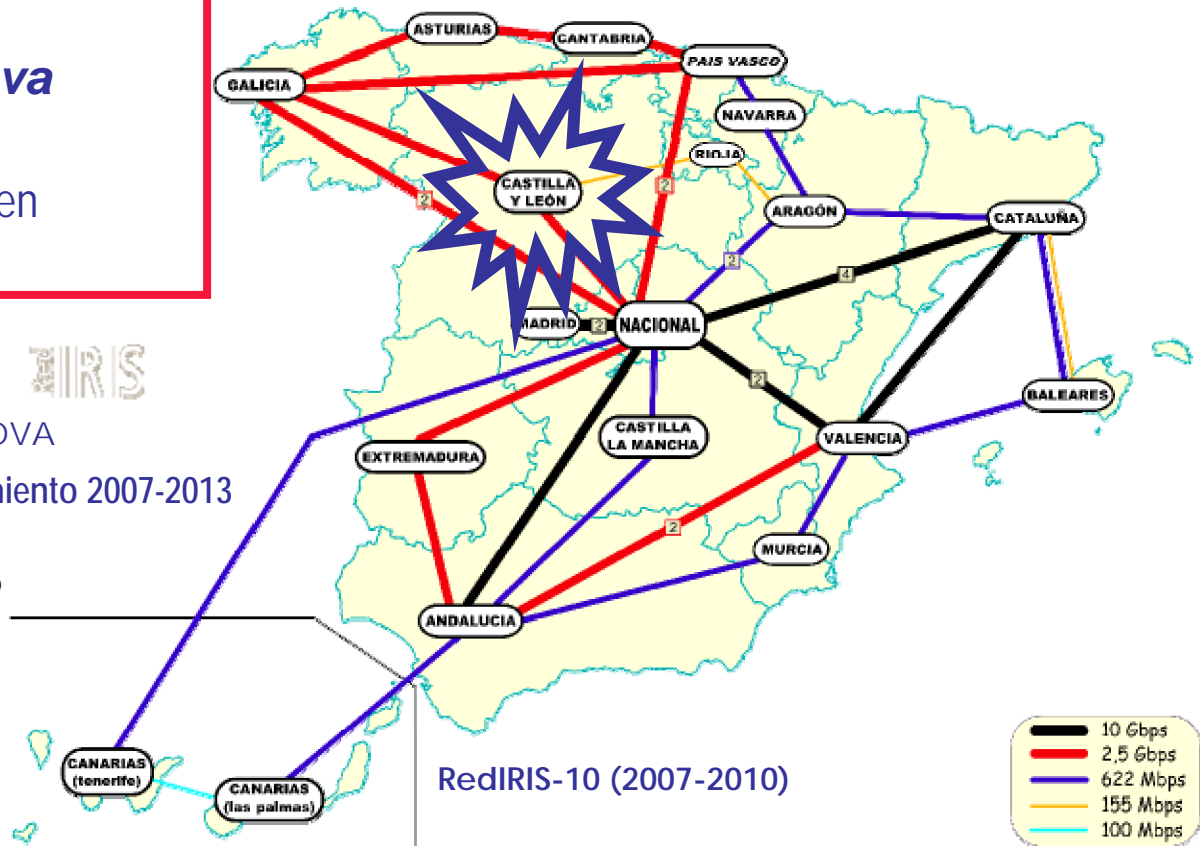 va
en
ASTURIAS
CANTABRIA
PAIS VASCO
GALICIA
NAVARRA
RIOJA
CASTILLA
Y LEÓN
2
2
ARAGÓN
CATALUÑA
2
4
MADRID
2
NACIONAL
red IRIS
2
BALEARES
OVA
CASTILLA
LA MANCHA
VALENCIA
EXTREMADURA
miento 2007-2013
2
MURCIA
ANDALUCIA
CANARIAS
(tenerife)
CANARIAS
(las palmas)
RedIRIS-10 (2007-2010)
10 Gbps
2,5 Gbps
622 Mbps
155 Mbps
100 Mbps